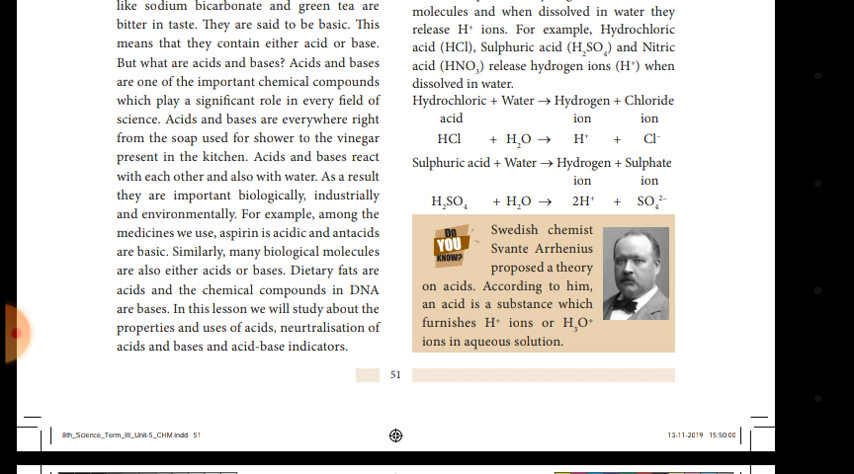 like sodium bicarbonate and green tea are
bitter in taste. They are said to be basic. This
means that they contain either acid or base.
But what are acids and bases? Acids and bases
are one of the important chemical compounds
which play a significant role in every field of
science. Acids and bases are everywhere right
from the soap used for shower to the vinegar
present in the kitchen. Acids and bases react
with each other and also with water. As a result
they are important biologically, industrially
and environmentally. For example, among the
medicines we use, aspirin is acidic and antacids
are basic. Similarly, many biological molecules
are also either acids or bases. Dietary fats are
acids and the chemical compounds in DNA
are bases. In this lesson we will study about the
properties and uses of acids, neurtralisation of
acids and bases and acid-base indicators.
molecules and when dissolved in water they
release H⁺ ions. For example, Hydrochloric
acid (HCl), Sulphuric acid (H₂SO₄) and Nitric
acid (HNO₃) release hydrogen ions (H⁺) when
dissolved in water.
Hydrochloric + Water → Hydrogen + Chloride
acid ion ion
HCl + H₂O → H⁺ + Cl⁻
Sulphuric acid + Water → Hydrogen + Sulphate
ion ion
H₂SO₄ + H₂O → 2H⁺ + SO₄²⁻
DO
YOU
KNOW?
Swedish chemist
Svante Arrhenius
proposed a theory
on acids. According to him,
an acid is a substance which
furnishes H⁺ ions or H₃O⁺
ions in aqueous solution.
51
8th_Science_Term_III_Unit-5_CHM.indd 51
13-11-2019 15:50:00